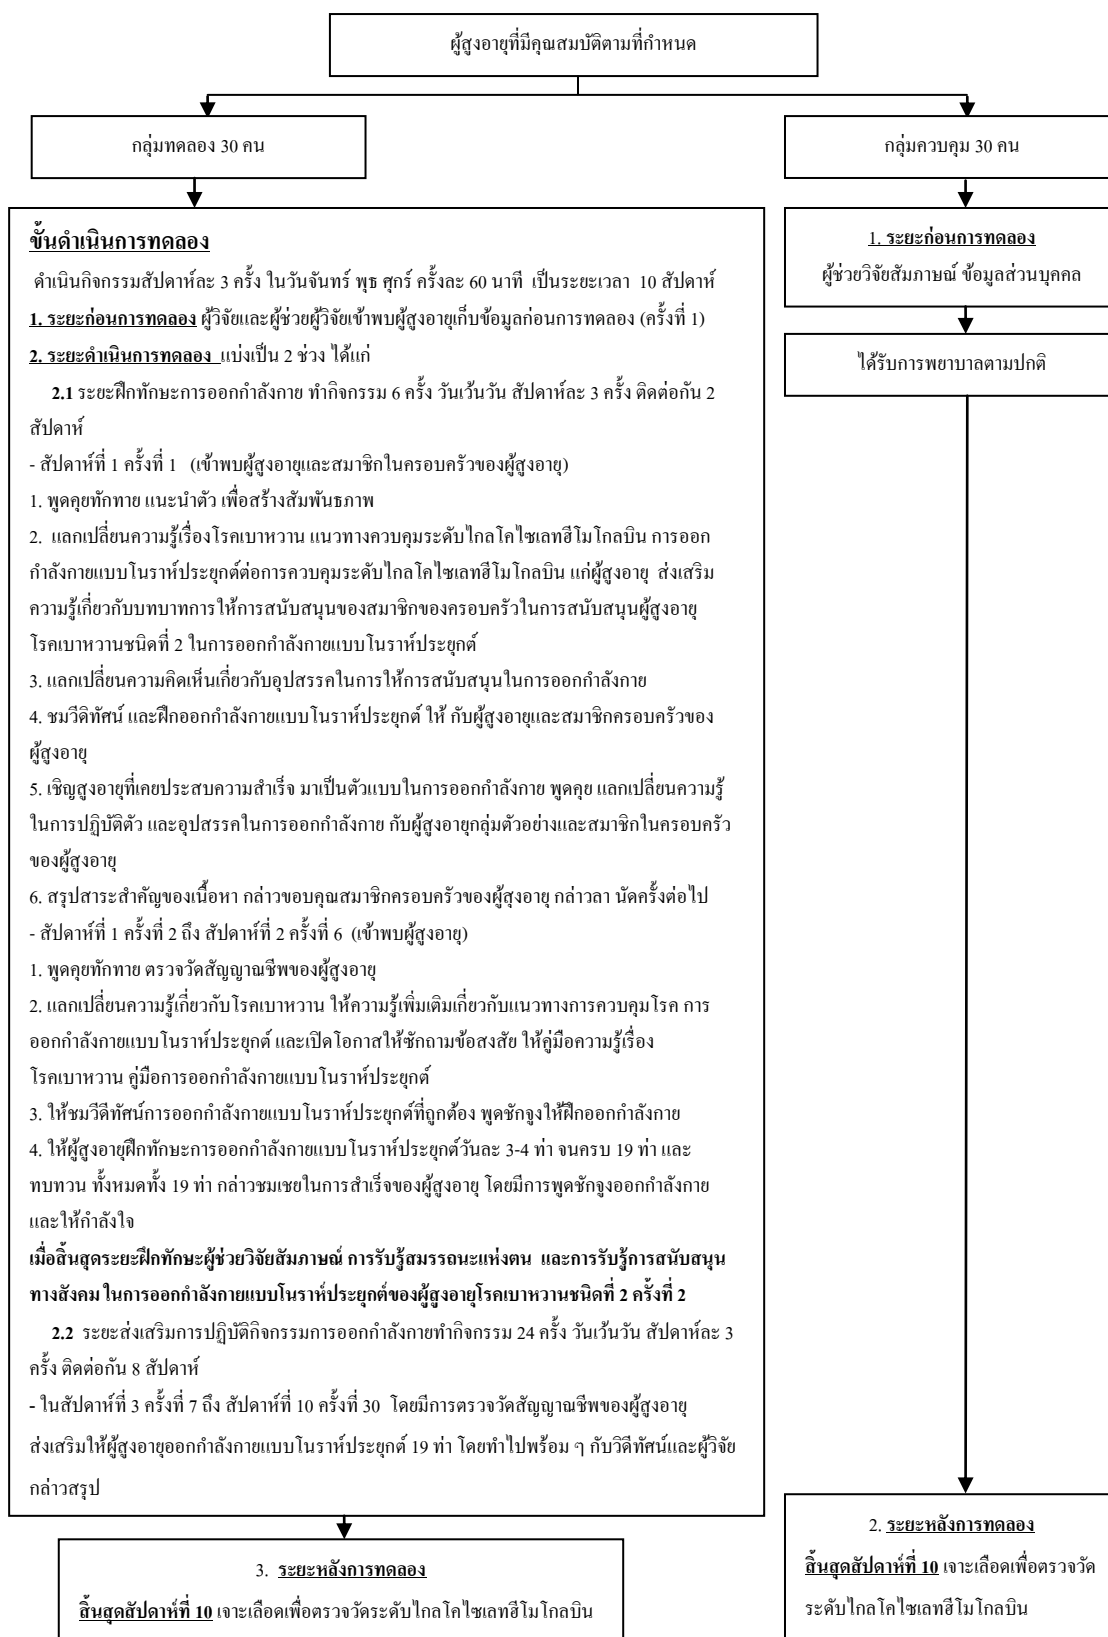 ผู้สูงอายุที่มีคุณสมบัติตามที่กำหนด
กลุ่มทดลอง 30 คน
กลุ่มควบคุม 30 คน
ขั้นดำเนินการทดลอง
ดำเนินกิจกรรมสัปดาห์ละ 3 ครั้ง ในวันจันทร์ พุธ ศุกร์ ครั้งละ 60 นาที เป็นระยะเวลา 10 สัปดาห์
1. ระยะก่อนการทดลอง ผู้วิจัยและผู้ช่วยผู้วิจัยเข้าพบผู้สูงอายุเก็บข้อมูลก่อนการทดลอง (ครั้งที่ 1)
2. ระยะดำเนินการทดลอง แบ่งเป็น 2 ช่วง ได้แก่
2.1 ระยะฝึกทักษะการออกกำลังกาย ทำกิจกรรม 6 ครั้ง วันเว้นวัน สัปดาห์ละ 3 ครั้ง ติดต่อกัน 2
สัปดาห์
- สัปดาห์ที่ 1 ครั้งที่ 1 (เข้าพบผู้สูงอายุและสมาชิกในครอบครัวของผู้สูงอายุ)
1. พูดคุยทักทาย แนะนำตัว เพื่อสร้างสัมพันธภาพ
2. แลกเปลี่ยนความรู้เรื่องโรคเบาหวาน แนวทางควบคุมระดับไกลโคไซเลทฮีโมโกลบิน การออก
กำลังกายแบบโนราห์ประยุกต์ต่อการควบคุมระดับไกลโคไซเลทฮีโมโกลบิน แก่ผู้สูงอายุ ส่งเสริม
ความรู้เกี่ยวกับบทบาทการให้การสนับสนุนของสมาชิกของครอบครัวในการสนับสนุนผู้สูงอายุ
โรคเบาหวานชนิดที่ 2 ในการออกกำลังกายแบบโนราห์ประยุกต์
3. แลกเปลี่ยนความคิดเห็นเกี่ยวกับอุปสรรคในการให้การสนับสนุนในการออกกำลังกาย
4. ชมวีดิทัศน์ และฝึกออกกำลังกายแบบโนราห์ประยุกต์ ให้ กับผู้สูงอายุและสมาชิกครอบครัวของ
ผู้สูงอายุ
5. เชิญสูงอายุที่เคยประสบความสำเร็จ มาเป็นตัวแบบในการออกกำลังกาย พูดคุย แลกเปลี่ยนความรู้
ในการปฏิบัติตัว และอุปสรรคในการออกกำลังกาย กับผู้สูงอายุกลุ่มตัวอย่างและสมาชิกในครอบครัว
ของผู้สูงอายุ
6. สรุปสาระสำคัญของเนื้อหา กล่าวขอบคุณสมาชิกครอบครัวของผู้สุงอายุ กล่าวลา นัดครั้งต่อไป
- สัปดาห์ที่ 1 ครั้งที่ 2 ถึง สัปดาห์ที่ 2 ครั้งที่ 6 (เข้าพบผู้สูงอายุ)
1. พูดคุยทักทาย ตรวจวัดสัญญาณชีพของผู้สูงอายุ
2. แลกเปลี่ยนความรู้เกี่ยวกับโรคเบาหวาน ให้ความรู้เพิ่มเติมเกี่ยวกับแนวทางการควบคุมโรค การ
ออกกำลังกายแบบโนราห์ประยุกต์ และเปิดโอกาสให้ซักถามข้อสงสัย ให้คู่มือความรู้เรื่อง
โรคเบาหวาน คู่มือการออกกำลังกายแบบโนราห์ประยุกต์
3. ให้ชมวีดีทัศน์การออกกำลังกายแบบโนราห์ประยุกต์ที่ถูกต้อง พูดชักจูงให้ฝึกออกกำลังกาย
4. ให้ผู้สูงอายุฝึกทักษะการออกกำลังกายแบบโนราห์ประยุกต์วันละ 3-4 ท่า จนครบ 19 ท่า และ
ทบทวน ทั้งหมดทั้ง 19 ท่า กล่าวชมเชยในการสำเร็จของผู้สูงอายุ โดยมีการพูดชักจูงออกกำลังกาย
และให้กำลังใจ
เมื่อสิ้นสุดระยะฝึกทักษะผู้ช่วยวิจัยสัมภาษณ์ การรับรู้สมรรถนะแห่งตน และการรับรู้การสนับสนุน
ทางสังคม ในการออกกำลังกายแบบโนราห์ประยุกต์ของผู้สูงอายุโรคเบาหวานชนิดที่ 2 ครั้งที่ 2
2.2 ระยะส่งเสริมการปฏิบัติกิจกรรมการออกกำลังกายทำกิจกรรม 24 ครั้ง วันเว้นวัน สัปดาห์ละ 3
ครั้ง ติดต่อกัน 8 สัปดาห์
- ในสัปดาห์ที่ 3 ครั้งที่ 7 ถึง สัปดาห์ที่ 10 ครั้งที่ 30 โดยมีการตรวจวัดสัญญาณชีพของผู้สูงอายุ
ส่งเสริมให้ผู้สูงอายุออกกำลังกายแบบโนราห์ประยุกต์ 19 ท่า โดยทำไปพร้อม ๆ กับวิดีทัศน์และผู้วิจัย
กล่าวสรุป
3. ระยะหลังการทดลอง
สิ้นสุดสัปดาห์ที่ 10 เจาะเลือดเพื่อตรวจวัดระดับไกลโคไซเลทฮีโมโกลบิน
1. ระยะก่อนการทดลอง
ผู้ช่วยวิจัยสัมภาษณ์ ข้อมูลส่วนบุคคล
ได้รับการพยาบาลตามปกติ
2. ระยะหลังการทดลอง
สิ้นสุดสัปดาห์ที่ 10 เจาะเลือดเพื่อตรวจวัด
ระดับไกลโคไซเลทฮีโมโกลบิน